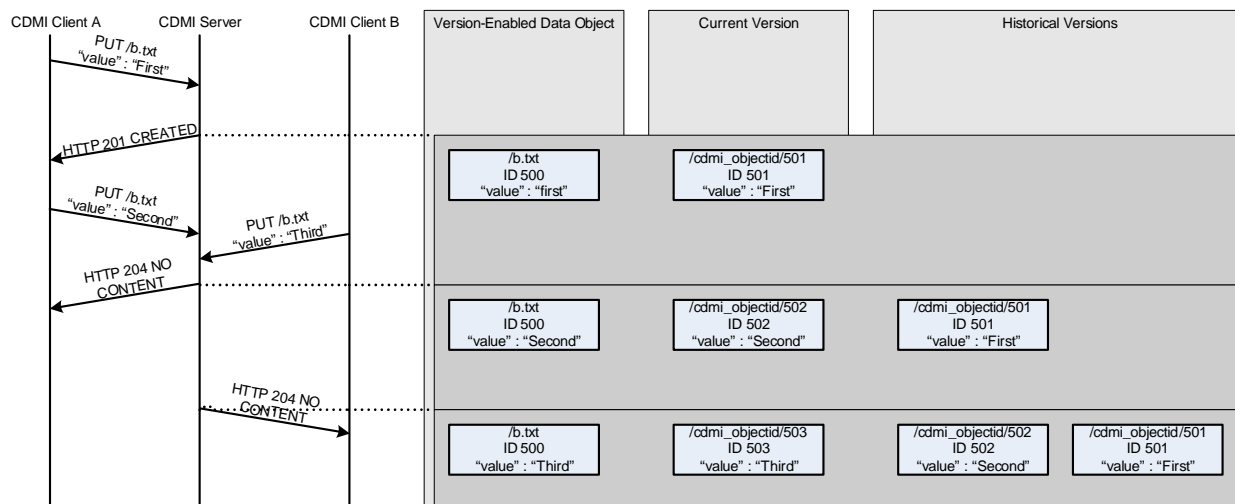 CDMI Client A
CDMI Server
CDMI Client B
Version-Enabled Data Object
Current Version
Historical Versions
PUT /b.txt
“value” : “First”
HTTP 201 CREATED
/b.txt
ID 500
“value” : “first”
/cdmi_objectid/501
ID 501
“value” : “First”
PUT /b.txt
“value” : “Second”
PUT /b.txt
“value” : “Third”
HTTP 204 NO
CONTENT
/b.txt
ID 500
“value” : “Second”
/cdmi_objectid/502
ID 502
“value” : “Second”
/cdmi_objectid/501
ID 501
“value” : “First”
HTTP 204 NO
CONTENT
/b.txt
ID 500
“value” : “Third”
/cdmi_objectid/503
ID 503
“value” : “Third”
/cdmi_objectid/502
ID 502
“value” : “Second”
/cdmi_objectid/501
ID 501
“value” : “First”